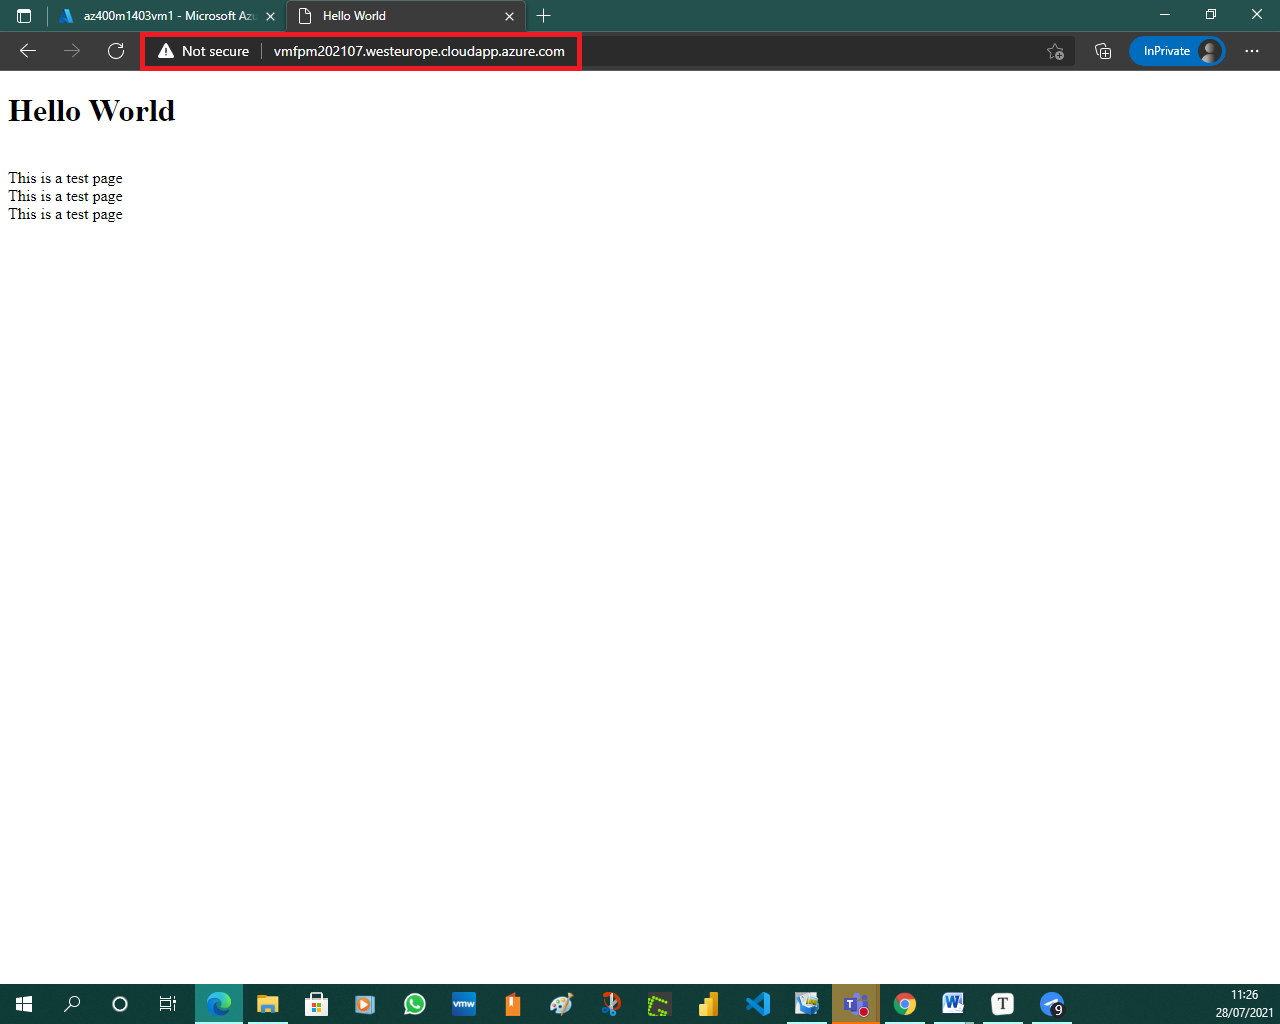 az400m1403vm1 - Microsoft Azu
Hello World
Not secure
vmfpm202107.westeurope.cloudapp.azure.com
InPrivate
Hello World
This is a test page
This is a test page
This is a test page
vmw
W
T
9
11:26
28/07/2021